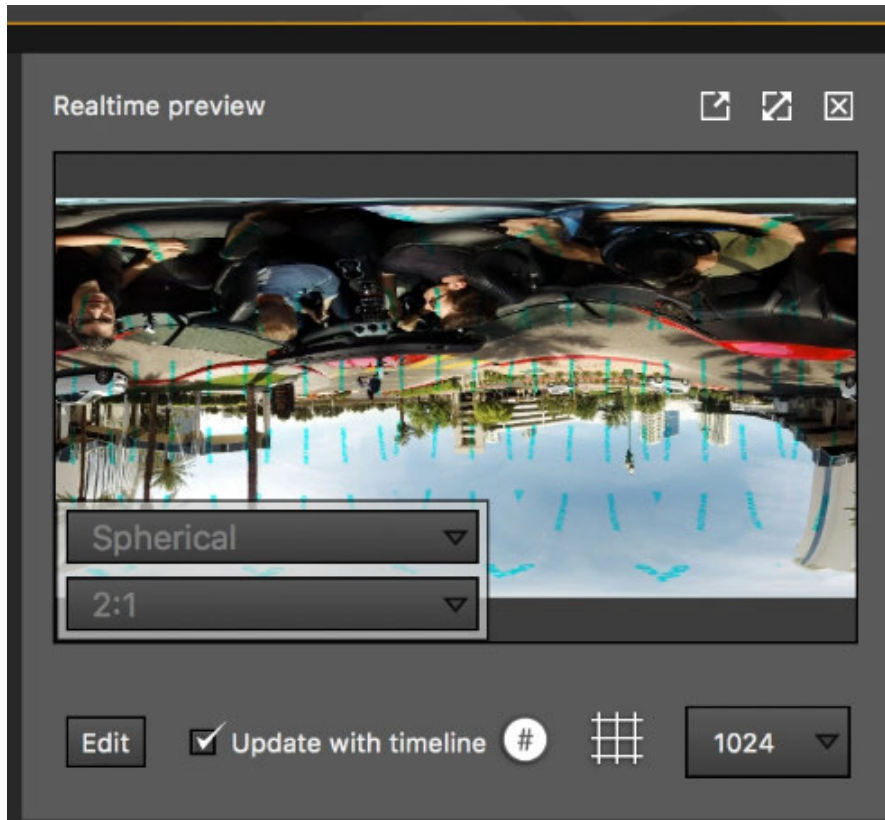 Realtime preview
Spherical
2:1
Edit
Update with timeline
#
1024